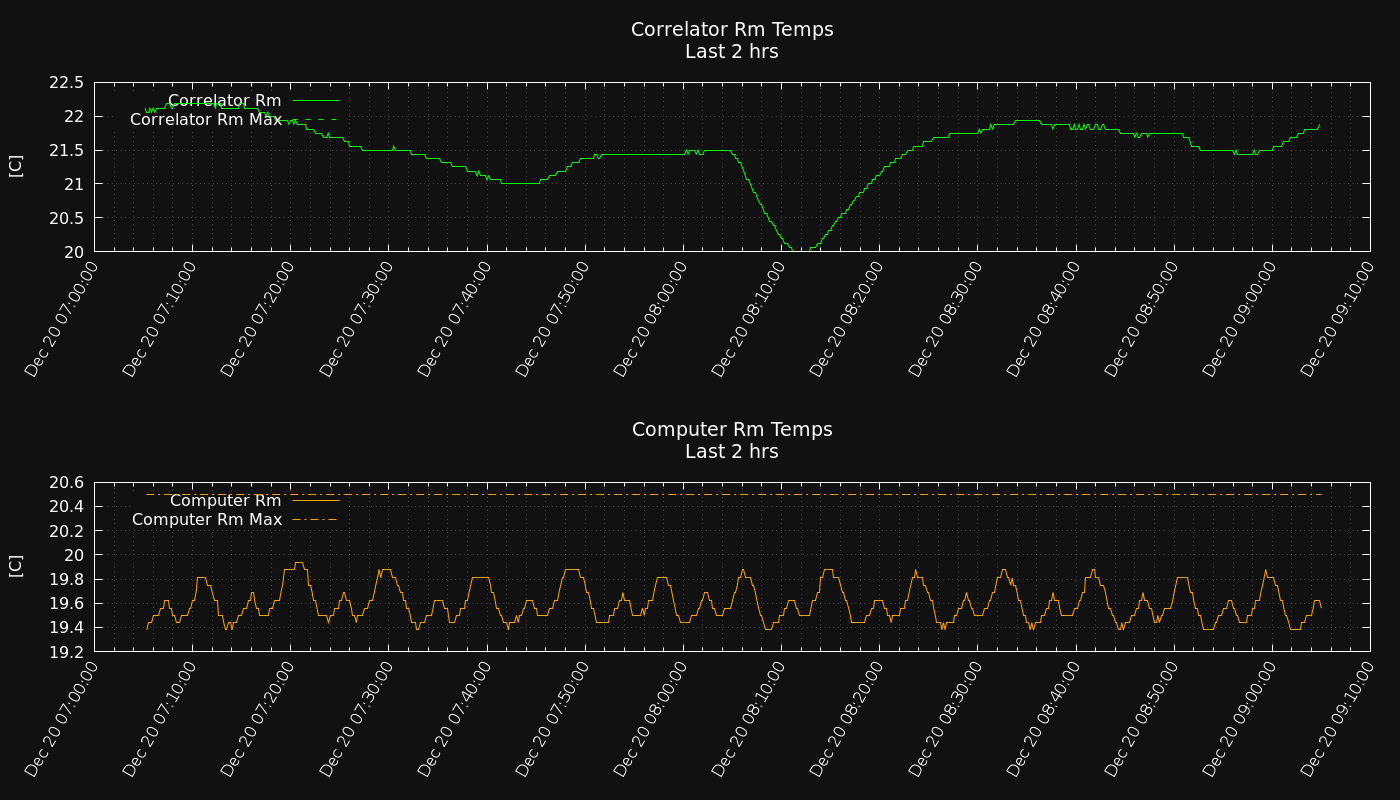 Correlator Rm Temps
Last 2 hrs
[C]
22.5
22
21.5
21
20.5
20
Correlator Rm
Correlator Rm Max
Dec 20 07:00:00
Dec 20 07:10:00
Dec 20 07:20:00
Dec 20 07:30:00
Dec 20 07:40:00
Dec 20 07:50:00
Dec 20 08:00:00
Dec 20 08:10:00
Dec 20 08:20:00
Dec 20 08:30:00
Dec 20 08:40:00
Dec 20 08:50:00
Dec 20 09:00:00
Dec 20 09:10:00
Computer Rm Temps
Last 2 hrs
[C]
20.6
20.4
20.2
20
19.8
19.6
19.4
19.2
Computer Rm
Computer Rm Max
Dec 20 07:00:00
Dec 20 07:10:00
Dec 20 07:20:00
Dec 20 07:30:00
Dec 20 07:40:00
Dec 20 07:50:00
Dec 20 08:00:00
Dec 20 08:10:00
Dec 20 08:20:00
Dec 20 08:30:00
Dec 20 08:40:00
Dec 20 08:50:00
Dec 20 09:00:00
Dec 20 09:10:00